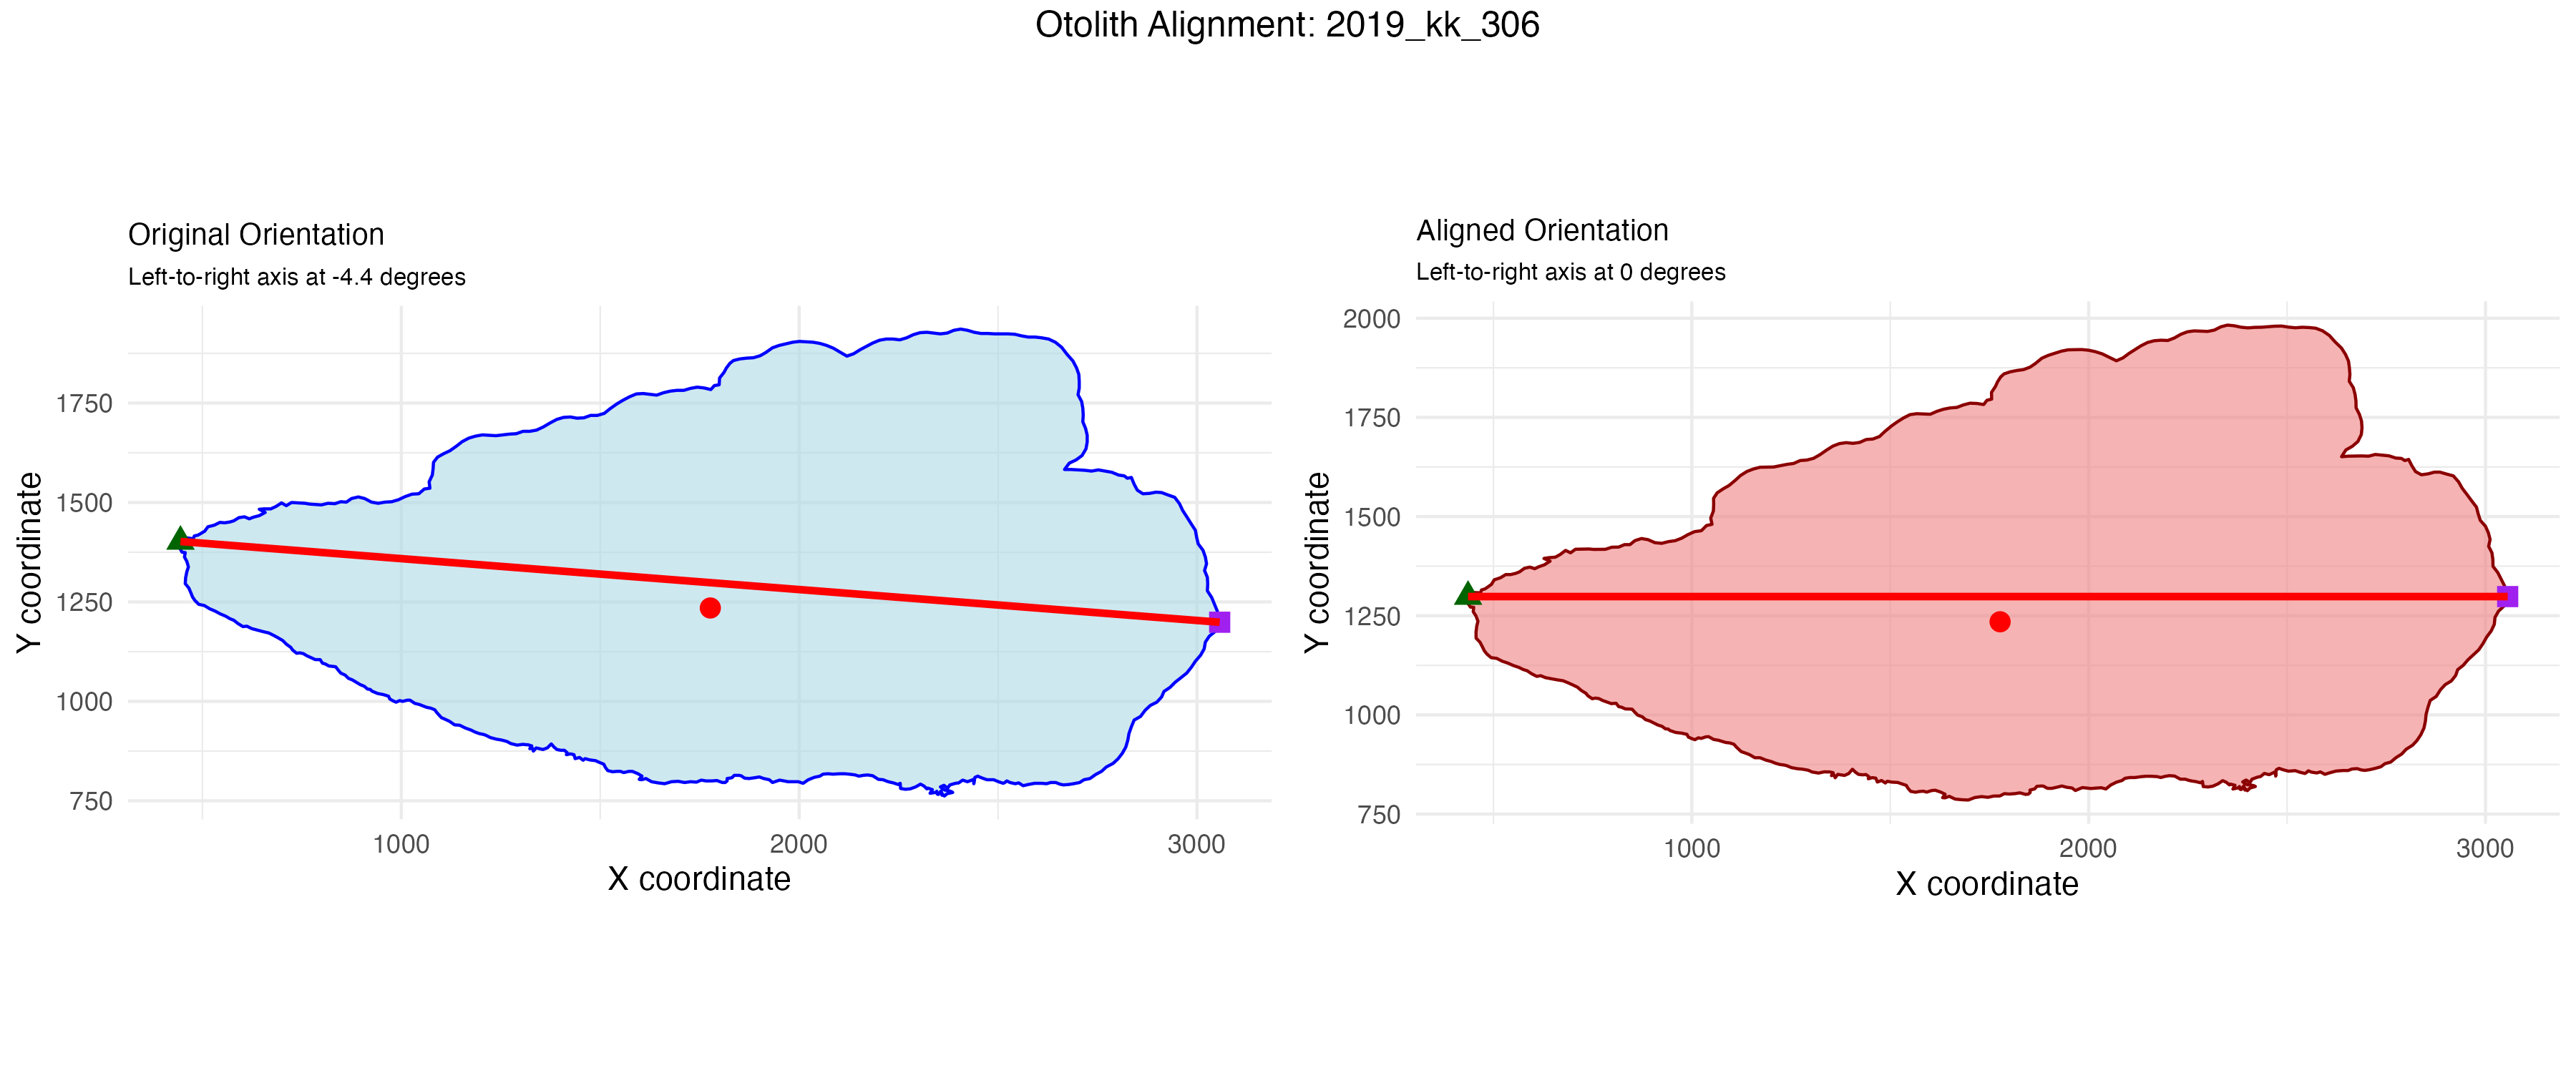 Otolith Alignment: 2019_kk_306
Original Orientation
Left-to-right axis at -4.4 degrees
1750
1500
1250
1000
750
Y coordinate
1000 2000 3000
X coordinate
Aligned Orientation
Left-to-right axis at 0 degrees
2000
1750
1500
1250
1000
750
Y coordinate
1000 2000 3000
X coordinate